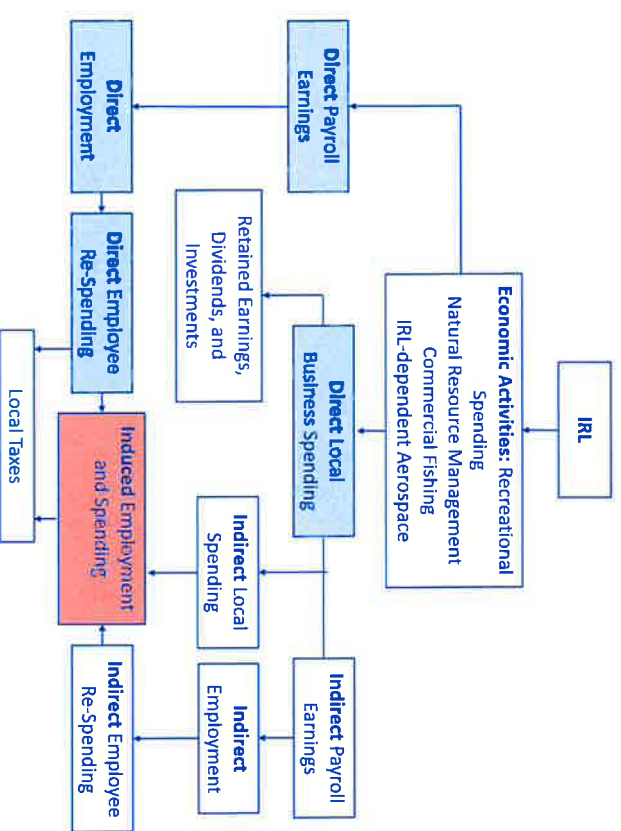 IRL
Economic Activities: Recreational
Spending
Natural Resource Management
Commercial Fishing
IRL-dependent Aerospace
Direct Payroll
Earnings
Direct Local
Business Spending
Indirect Payroll
Earnings
Retained Earnings,
Dividends, and
Investments
Indirect Local
Spending
Indirect
Employment
Direct
Employment
Direct Employee
Re-Spending
Induced Employment
and Spending
Indirect Employee
Re-Spending
Local Taxes